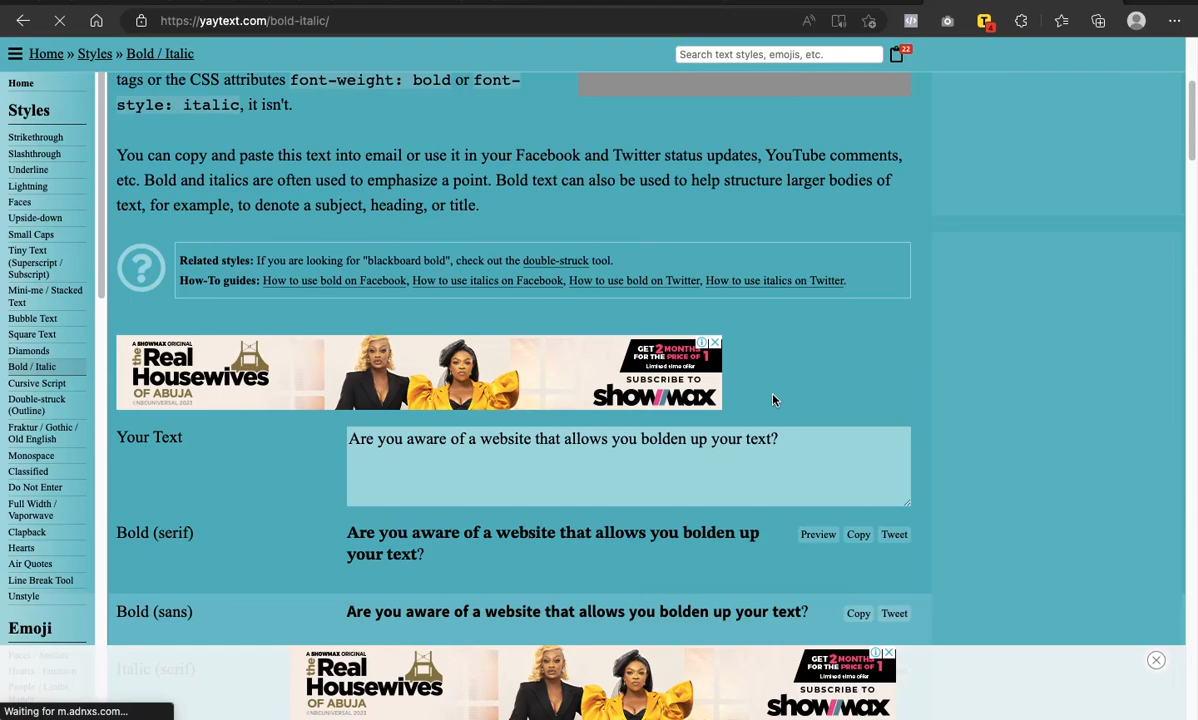 https://yaytext.com/bold-italic/
4
Home » Styles » Bold / Italic
Search text styles, emojis, etc.
22
Home
Styles
Strikethrough
Slashthrough
Underline
Lightning
Faces
Upside-down
Small Caps
Tiny Text
(Superscript /
Subscript)
Mini-me / Stacked
Text
Bubble Text
Square Text
Diamonds
Bold / Italic
Cursive Script
Double-struck
(Outline)
Fraktur / Gothic /
Old English
Monospace
Classified
Do Not Enter
Full Width /
Vaporwave
Clapback
Hearts
Air Quotes
Line Break Tool
Unstyle
Emoji
tags or the CSS attributes font-weight: bold or font-
style: italic, it isn't.
You can copy and paste this text into email or use it in your Facebook and Twitter status updates, YouTube comments,
etc. Bold and italics are often used to emphasize a point. Bold text can also be used to help structure larger bodies of
text, for example, to denote a subject, heading, or title.
?
Related styles: If you are looking for "blackboard bold", check out the double-struck tool.
How-To guides: How to use bold on Facebook, How to use italics on Facebook, How to use bold on Twitter, How to use italics on Twitter.
A SHOWMAX ORIGINAL
the Real
Housewives
OF ABUJA
©NBCUNIVERSAL 2023
GET 2 MONTHS
FOR THE PRICE OF 1
Limited time offer
SUBSCRIBE TO
showmax
Your Text
Are you aware of a website that allows you bolden up your text?
Bold (serif)
Are you aware of a website that allows you bolden up
your text?
Preview Copy Tweet
Bold (sans)
Are you aware of a website that allows you bolden up your text?
Copy Tweet
Italic (serif)
A SHOWMAX ORIGINAL
the Real
Housewives
OF ABUJA
©NBCUNIVERSAL 2023
GET 2 MONTHS
FOR THE PRICE OF 1
Limited time offer
SUBSCRIBE TO
showmax
Waiting for m.adnxs.com...